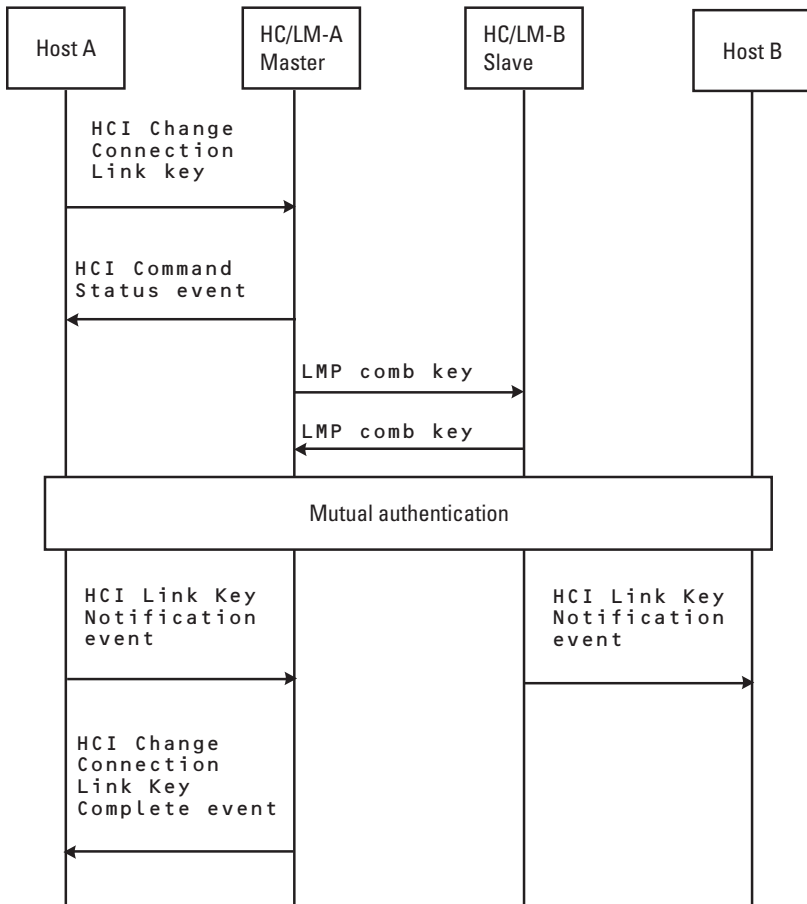 Host A
HC/LM-A
Master
HC/LM-B
Slave
Host B
HCI Change
Connection
Link key
HCI Command
Status event
LMP comb key
LMP comb key
Mutual authentication
HCI Link Key
Notification
event
HCI Link Key
Notification
event
HCI Change
Connection
Link Key
Complete event